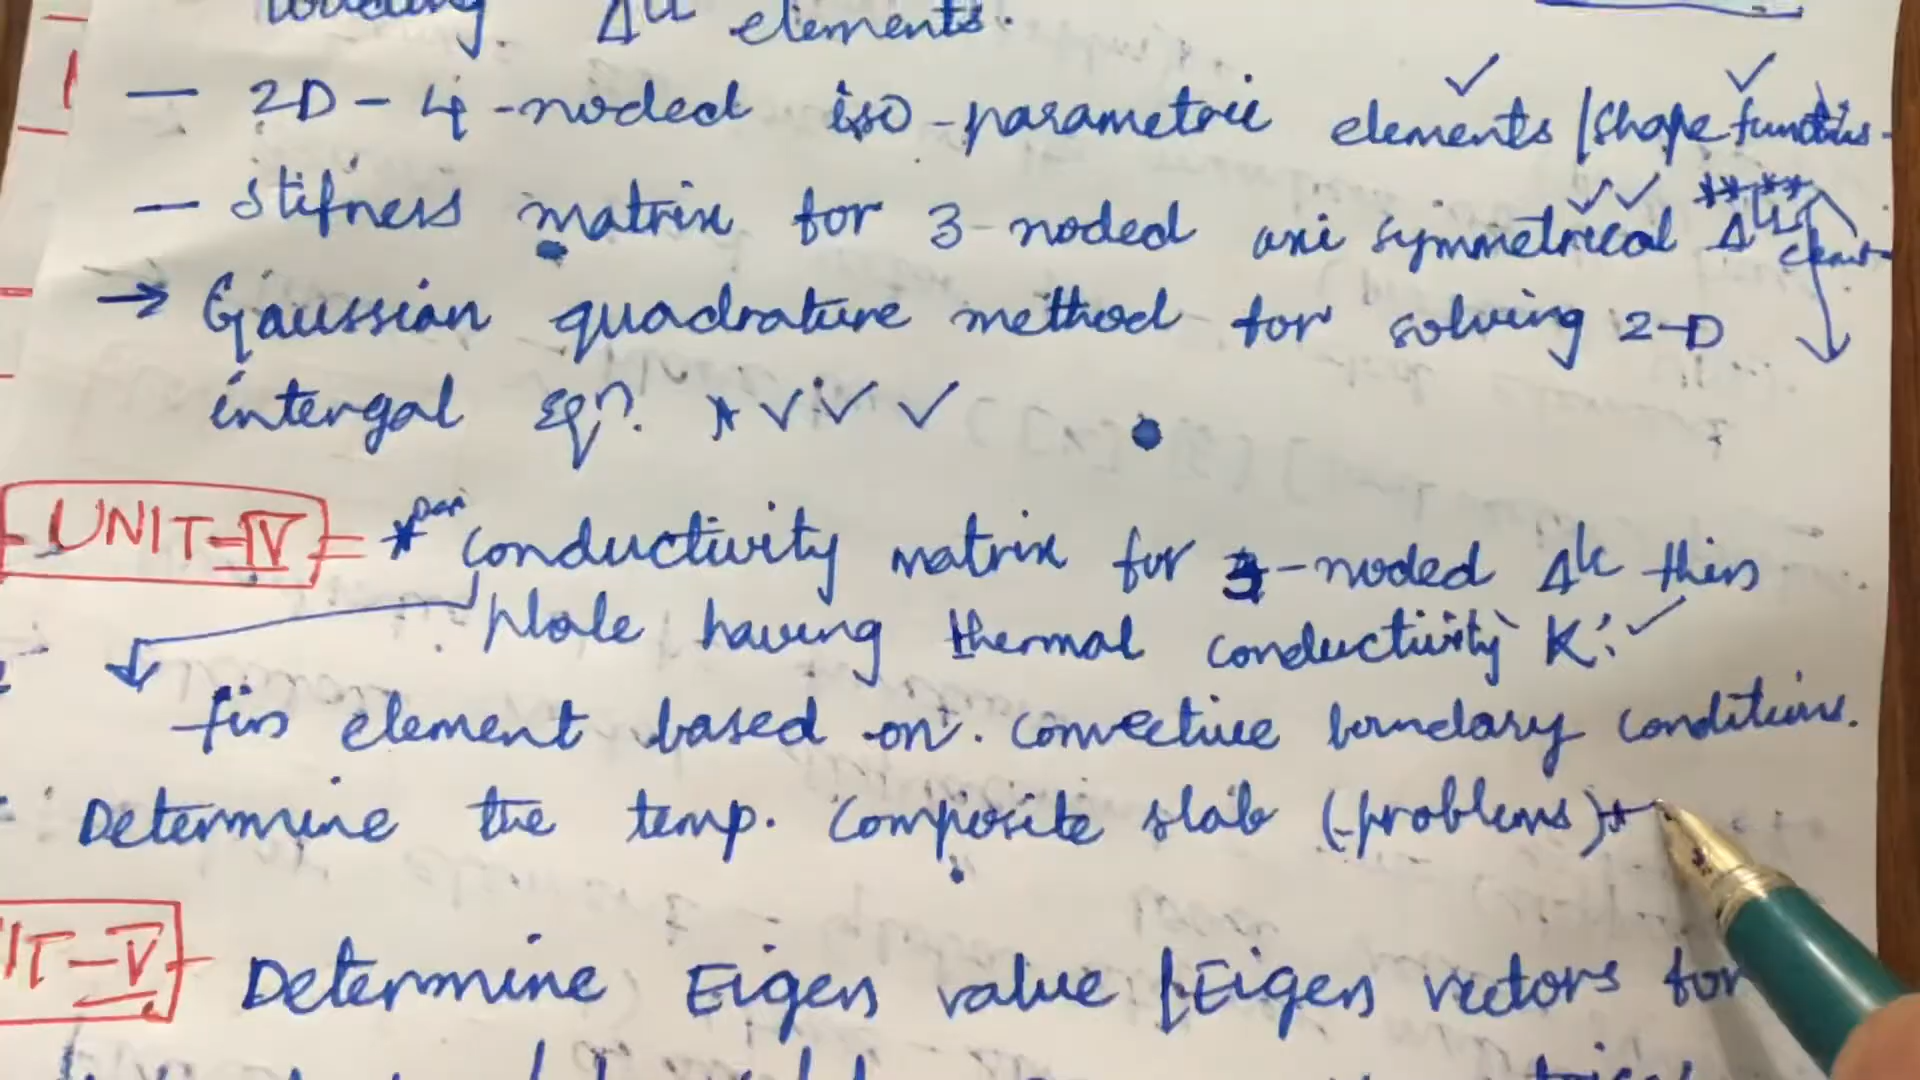 Δle elements.
— 2D - 4 - noded iso - parametric elements / shape functions.
— Stifness matrix for 3- noded axi symmetrical Δle ****
→ Gaussian quadrature method for solving 2-D
intergal Eqn. * ✓ ✓ ✓
UNIT-IV = * conductivity matrix for 3-noded Δle thin
plate having thermal conductivity 'K'. ✓
fin element based on. convective boundary conditions.
Determine the temp. composite slab (problems) *
IT-V - Determine Eigen value / Eigen vectors for